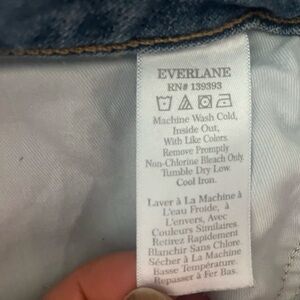 EVERLANE
RN# 139393
Machine Wash Cold,
Inside Out,
With Like Colors.
Remove Promptly
Non-Chlorine Bleach Only.
Tumble Dry Low.
Cool Iron.
Laver à La Machine à
L'eau Froide, à
L'envers, Avec
Couleurs Similaires.
Retirez Rapidement
Blanchir Sans Chlore.
Sécher à La Machine
Basse Température.
Repasser à Fer Bas.